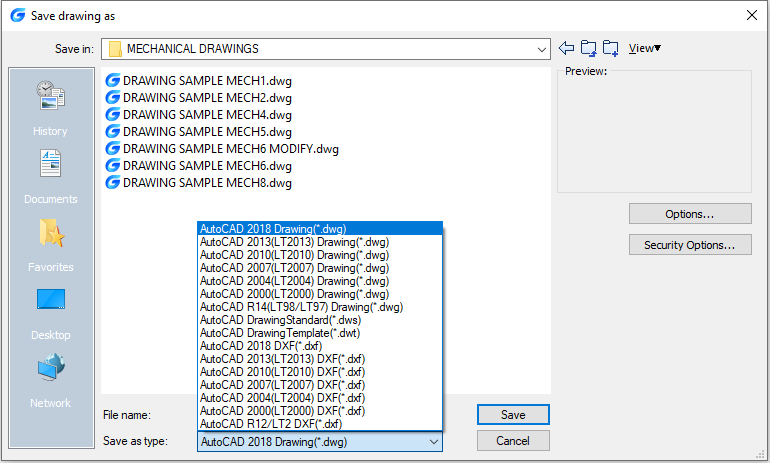 Save drawing as
Save in: MECHANICAL DRAWINGS View
Preview:
History
Documents
Favorites
Desktop
Network
DRAWING SAMPLE MECH1.dwg
DRAWING SAMPLE MECH2.dwg
DRAWING SAMPLE MECH4.dwg
DRAWING SAMPLE MECH5.dwg
DRAWING SAMPLE MECH6 MODIFY.dwg
DRAWING SAMPLE MECH6.dwg
DRAWING SAMPLE MECH8.dwg
Options...
Security Options...
AutoCAD 2018 Drawing(*.dwg)
AutoCAD 2013(LT2013) Drawing(*.dwg)
AutoCAD 2010(LT2010) Drawing(*.dwg)
AutoCAD 2007(LT2007) Drawing(*.dwg)
AutoCAD 2004(LT2004) Drawing(*.dwg)
AutoCAD 2000(LT2000) Drawing(*.dwg)
AutoCAD R14(LT98/LT97) Drawing(*.dwg)
AutoCAD DrawingStandard(*.dws)
AutoCAD DrawingTemplate(*.dwt)
AutoCAD 2018 DXF(*.dxf)
AutoCAD 2013(LT2013) DXF(*.dxf)
AutoCAD 2010(LT2010) DXF(*.dxf)
AutoCAD 2007(LT2007) DXF(*.dxf)
AutoCAD 2004(LT2004) DXF(*.dxf)
AutoCAD 2000(LT2000) DXF(*.dxf)
AutoCAD R12/LT2 DXF(*.dxf)
File name: Save
Save as type: AutoCAD 2018 Drawing(*.dwg) Cancel